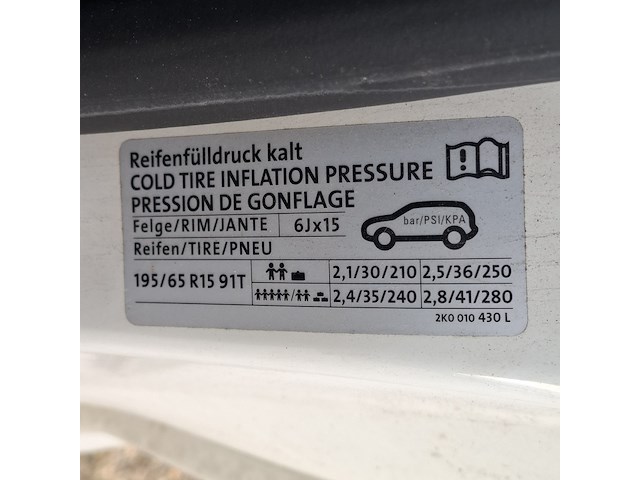 Reifenfülldruck kalt
COLD TIRE INFLATION PRESSURE
PRESSION DE GONFLAGE
Felge/RIM/JANTE 6Jx15
bar/PSI/KPA
Reifen/TIRE/PNEU
195/65 R15 91T 2,1/30/210 2,5/36/250
2,4/35/240 2,8/41/280
2K0 010 430 L